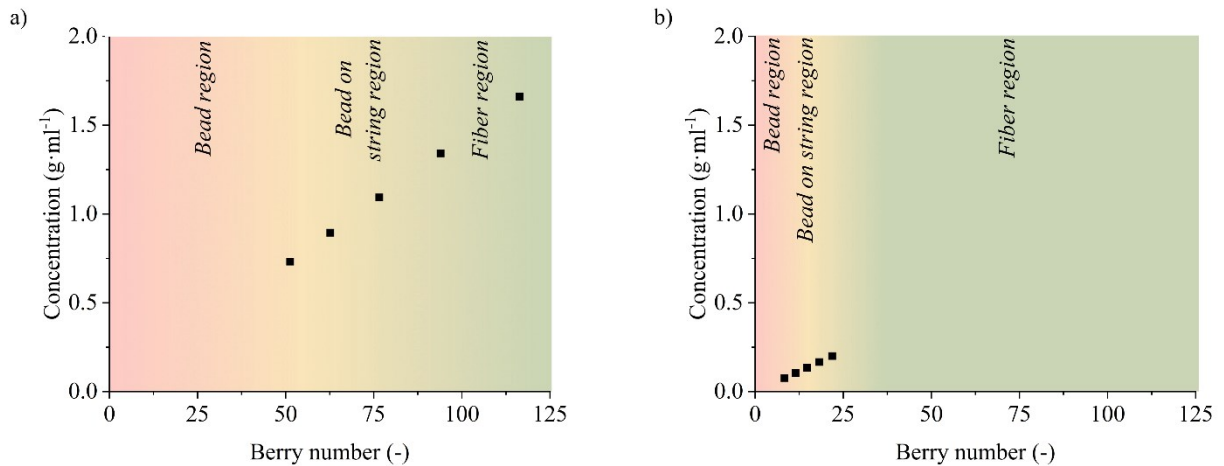 a)
2.0
1.5
1.0
0.5
0.0
Concentration (g·ml⁻¹)
Bead region
Bead on
string region
Fiber region
0 25 50 75 100 125
Berry number (-)
b)
2.0
1.5
1.0
0.5
0.0
Concentration (g·ml⁻¹)
Bead region
Bead on string region
Fiber region
0 25 50 75 100 125
Berry number (-)